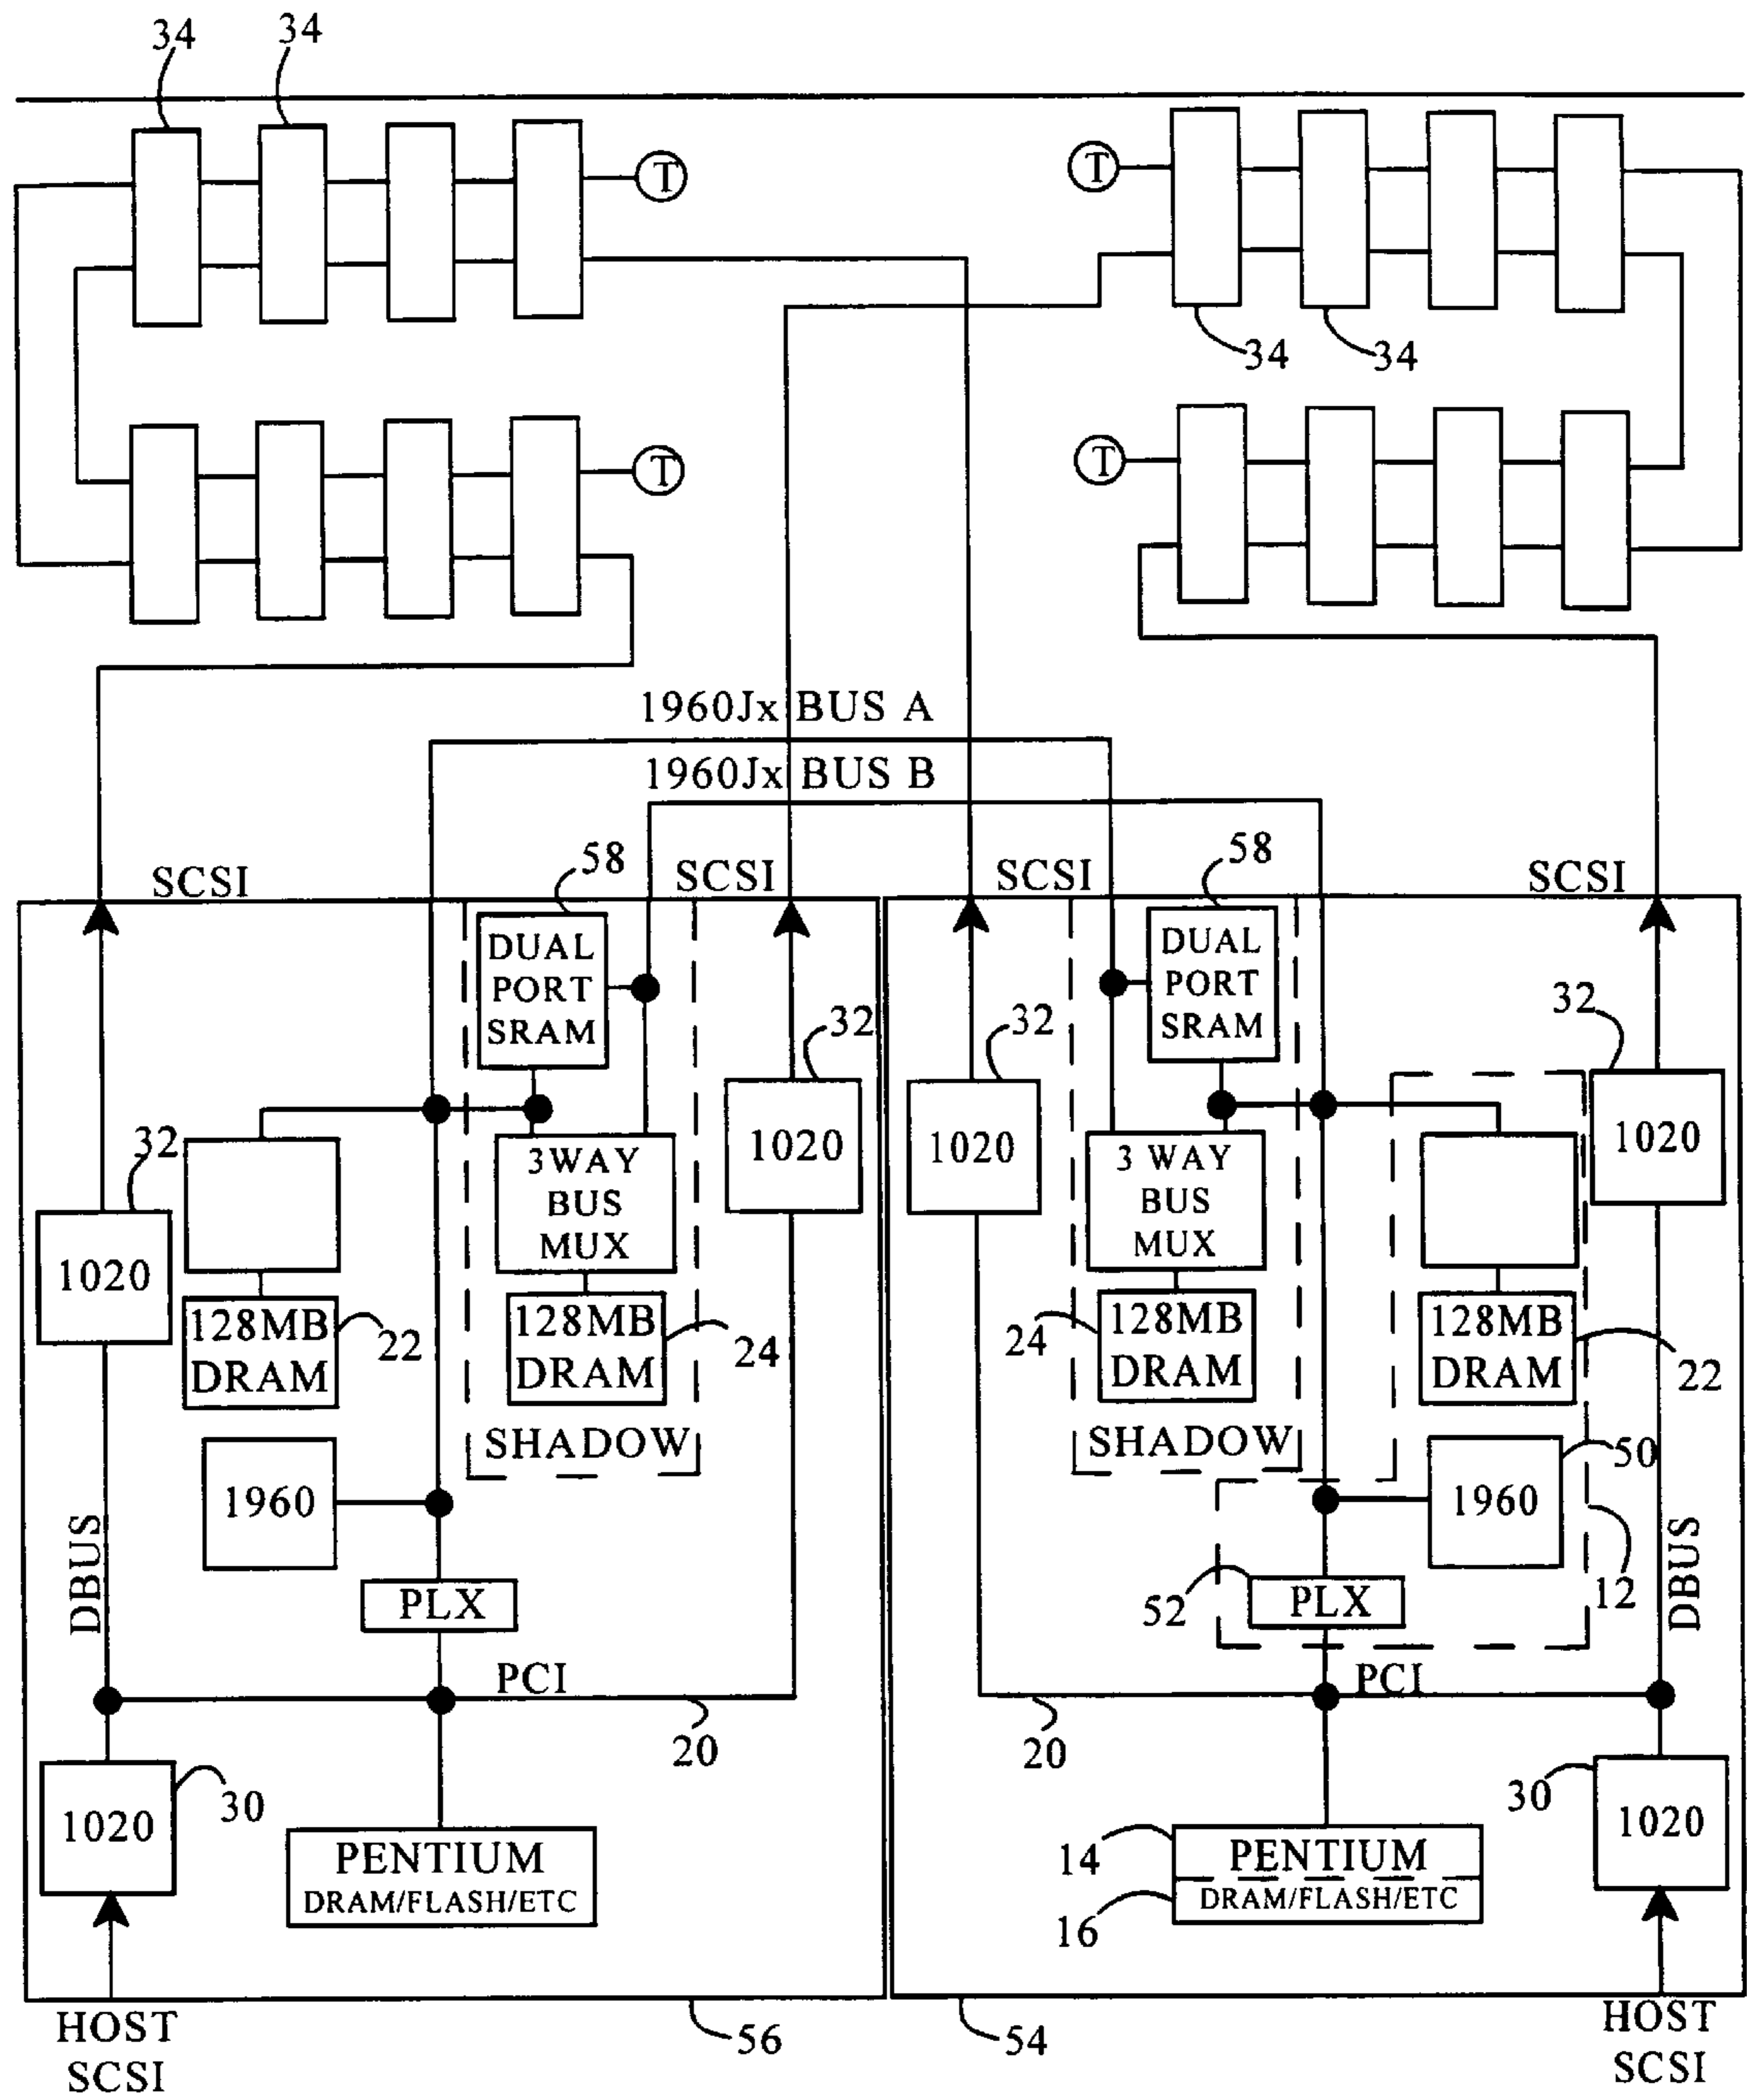 34
34
T
T
34
34
T
T
1960Jx BUS A
1960Jx BUS B
SCSI
58
SCSI
SCSI
58
SCSI
DUAL
PORT
SRAM
DUAL
PORT
SRAM
32
32
32
32
1020
3WAY
BUS
MUX
1020
1020
3 WAY
BUS
MUX
1020
128MB
DRAM
22
128MB
DRAM
24
24
128MB
DRAM
128MB
DRAM
22
SHADOW
SHADOW
1960
1960
50
DBUS
PLX
52
PLX
12
DBUS
PCI
PCI
20
20
1020
30
PENTIUM
DRAM/FLASH/ETC
14
PENTIUM
16
DRAM/FLASH/ETC
30
1020
HOST
SCSI
56
54
HOST
SCSI